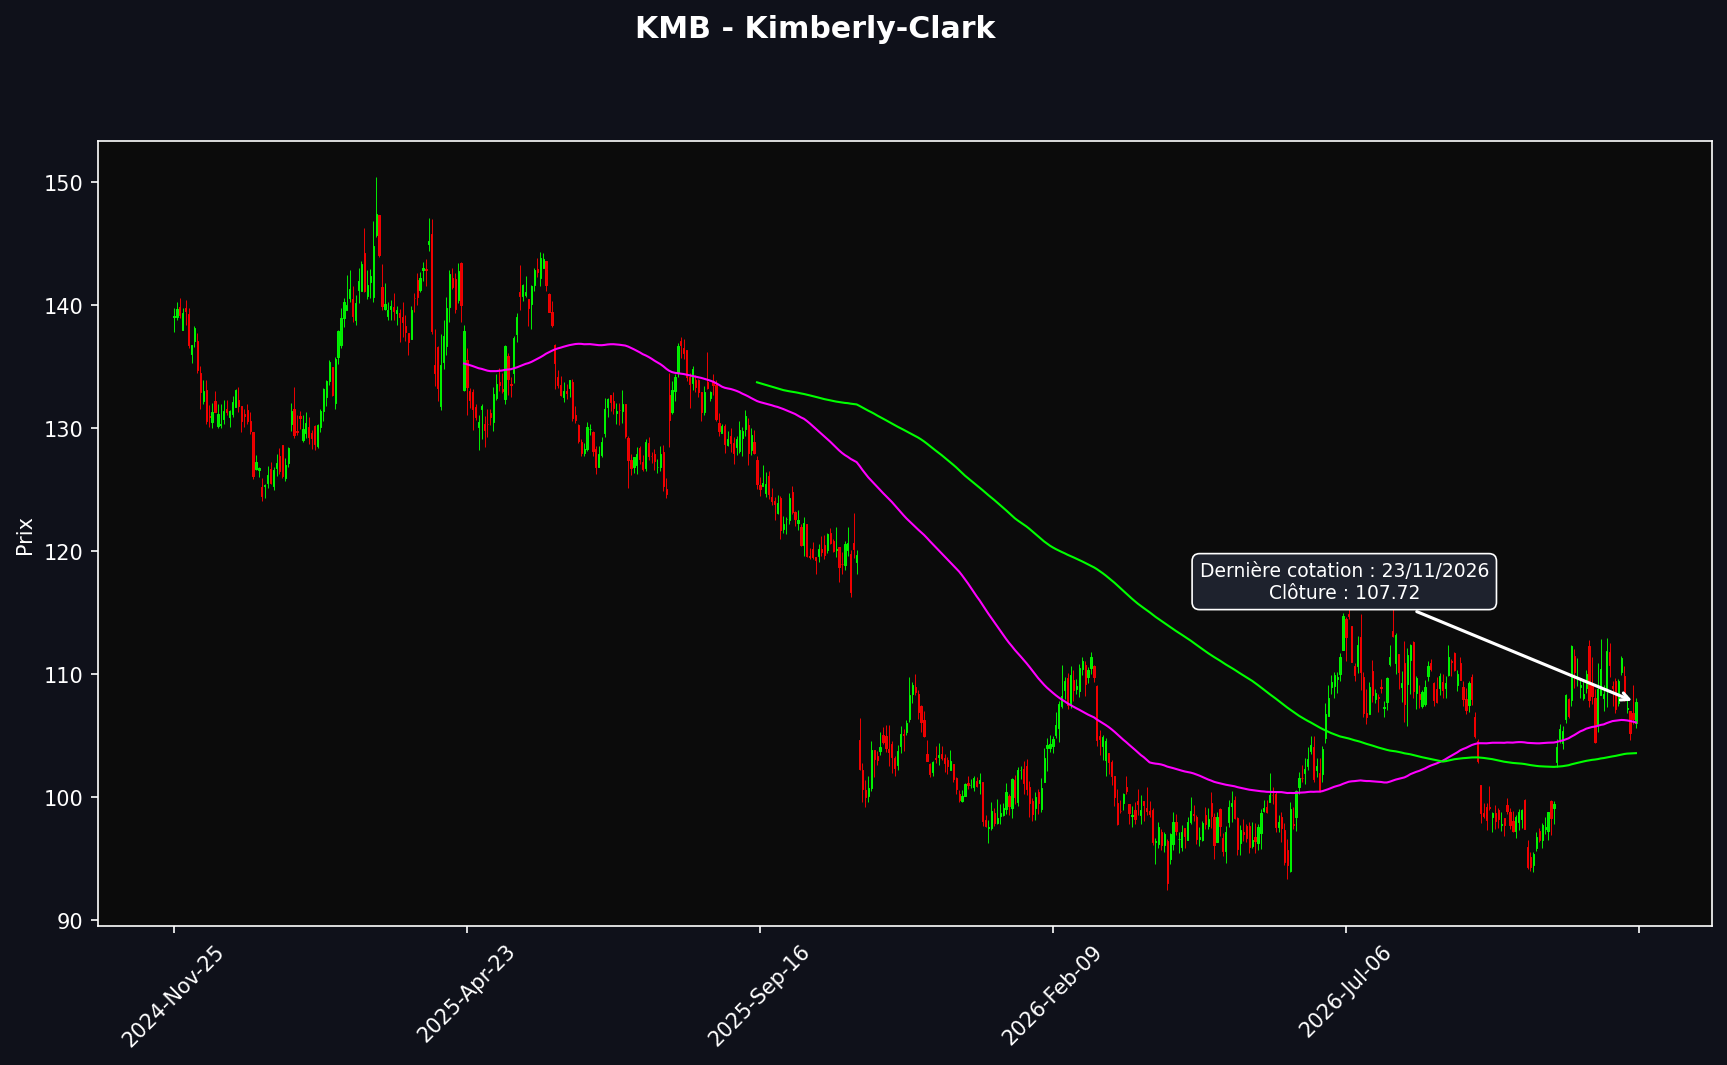 KMB - Kimberly-Clark
Prix
150
140
130
120
110
100
90
Dernière cotation : 23/11/2026
Clôture : 107.72
2024-Nov-25
2025-Apr-23
2025-Sep-16
2026-Feb-09
2026-Jul-06